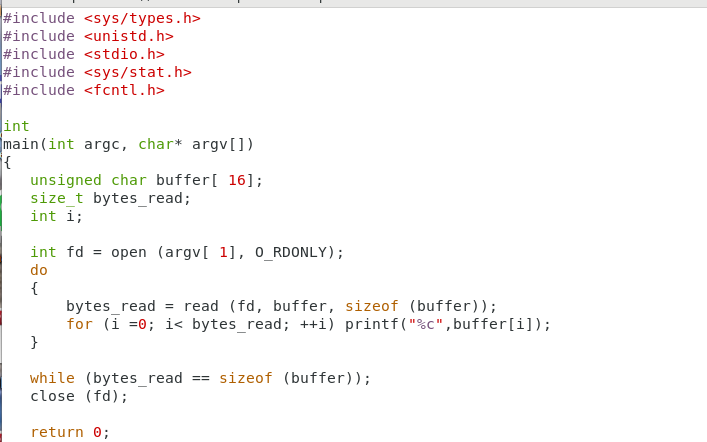 #include <sys/types.h>
#include <unistd.h>
#include <stdio.h>
#include <sys/stat.h>
#include <fcntl.h>

int
main(int argc, char* argv[])
{
   unsigned char buffer[ 16];
   size_t bytes_read;
   int i;

   int fd = open (argv[ 1], O_RDONLY);
   do
   {
       bytes_read = read (fd, buffer, sizeof (buffer));
       for (i =0; i< bytes_read; ++i) printf("%c",buffer[i]);
   }

   while (bytes_read == sizeof (buffer));
   close (fd);

   return 0;